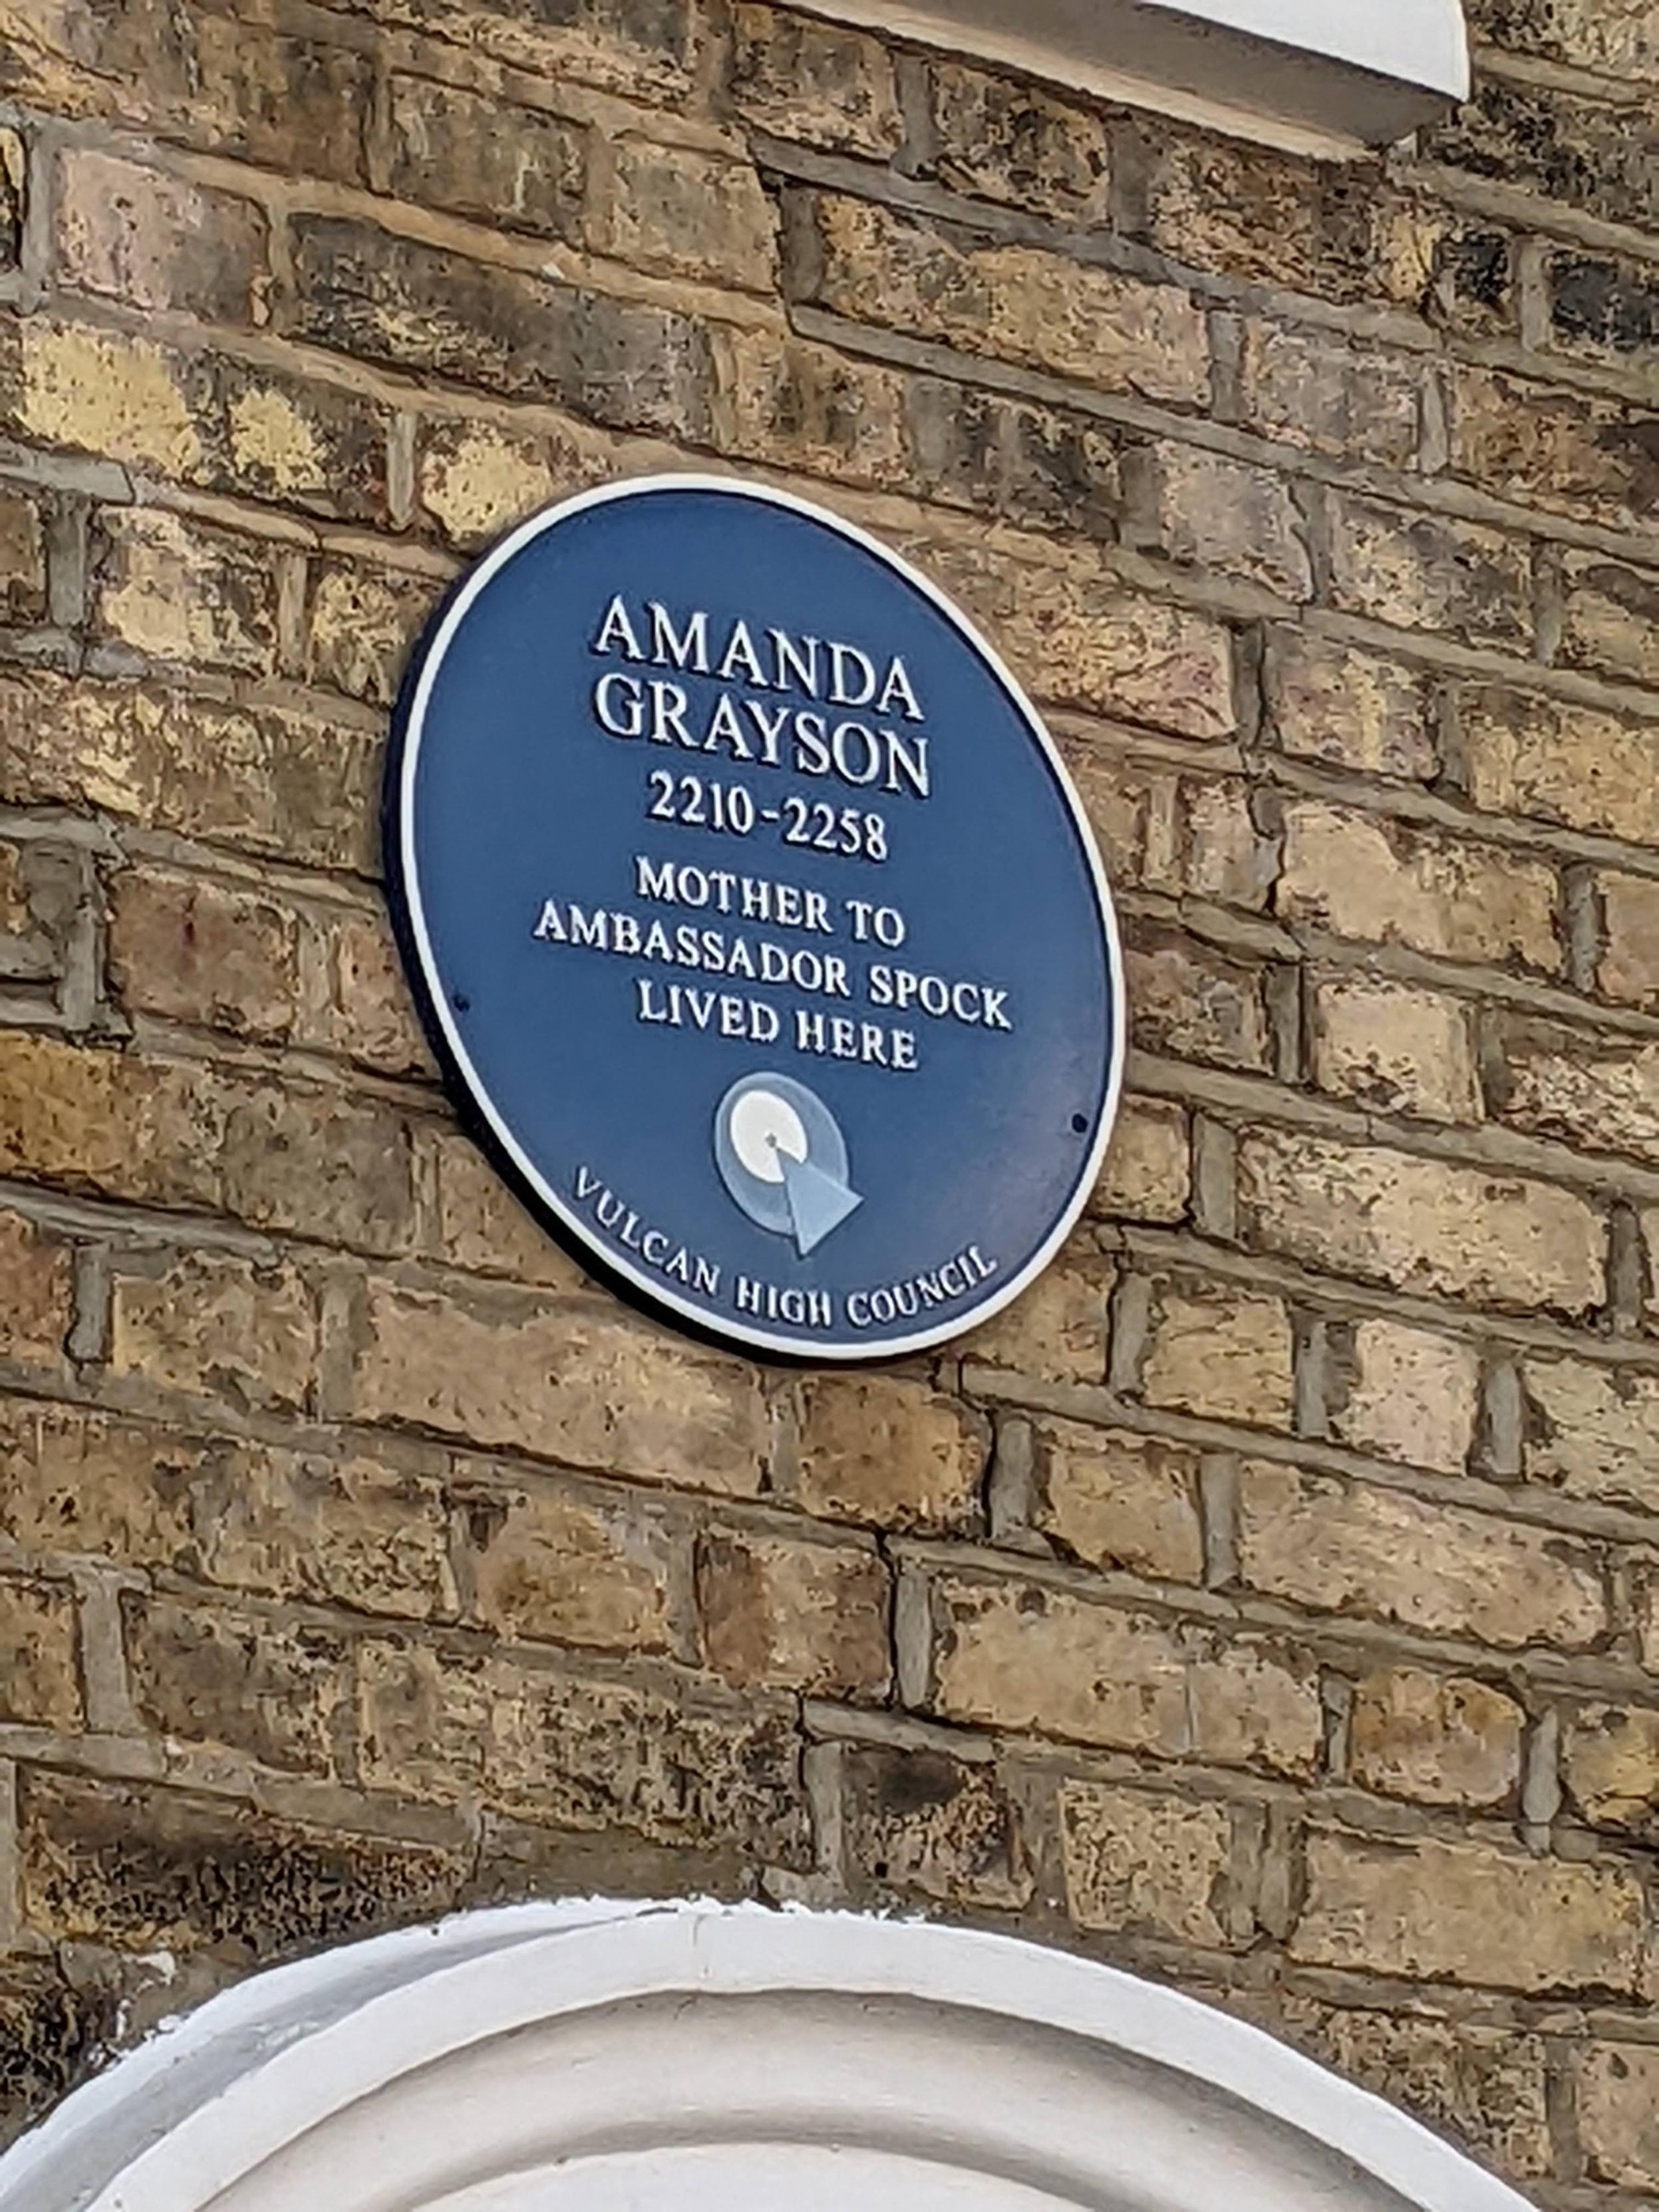 AMANDA
GRAYSON
2210-2258
MOTHER TO
AMBASSADOR SPOCK
LIVED HERE
VULCAN HIGH COUNCIL